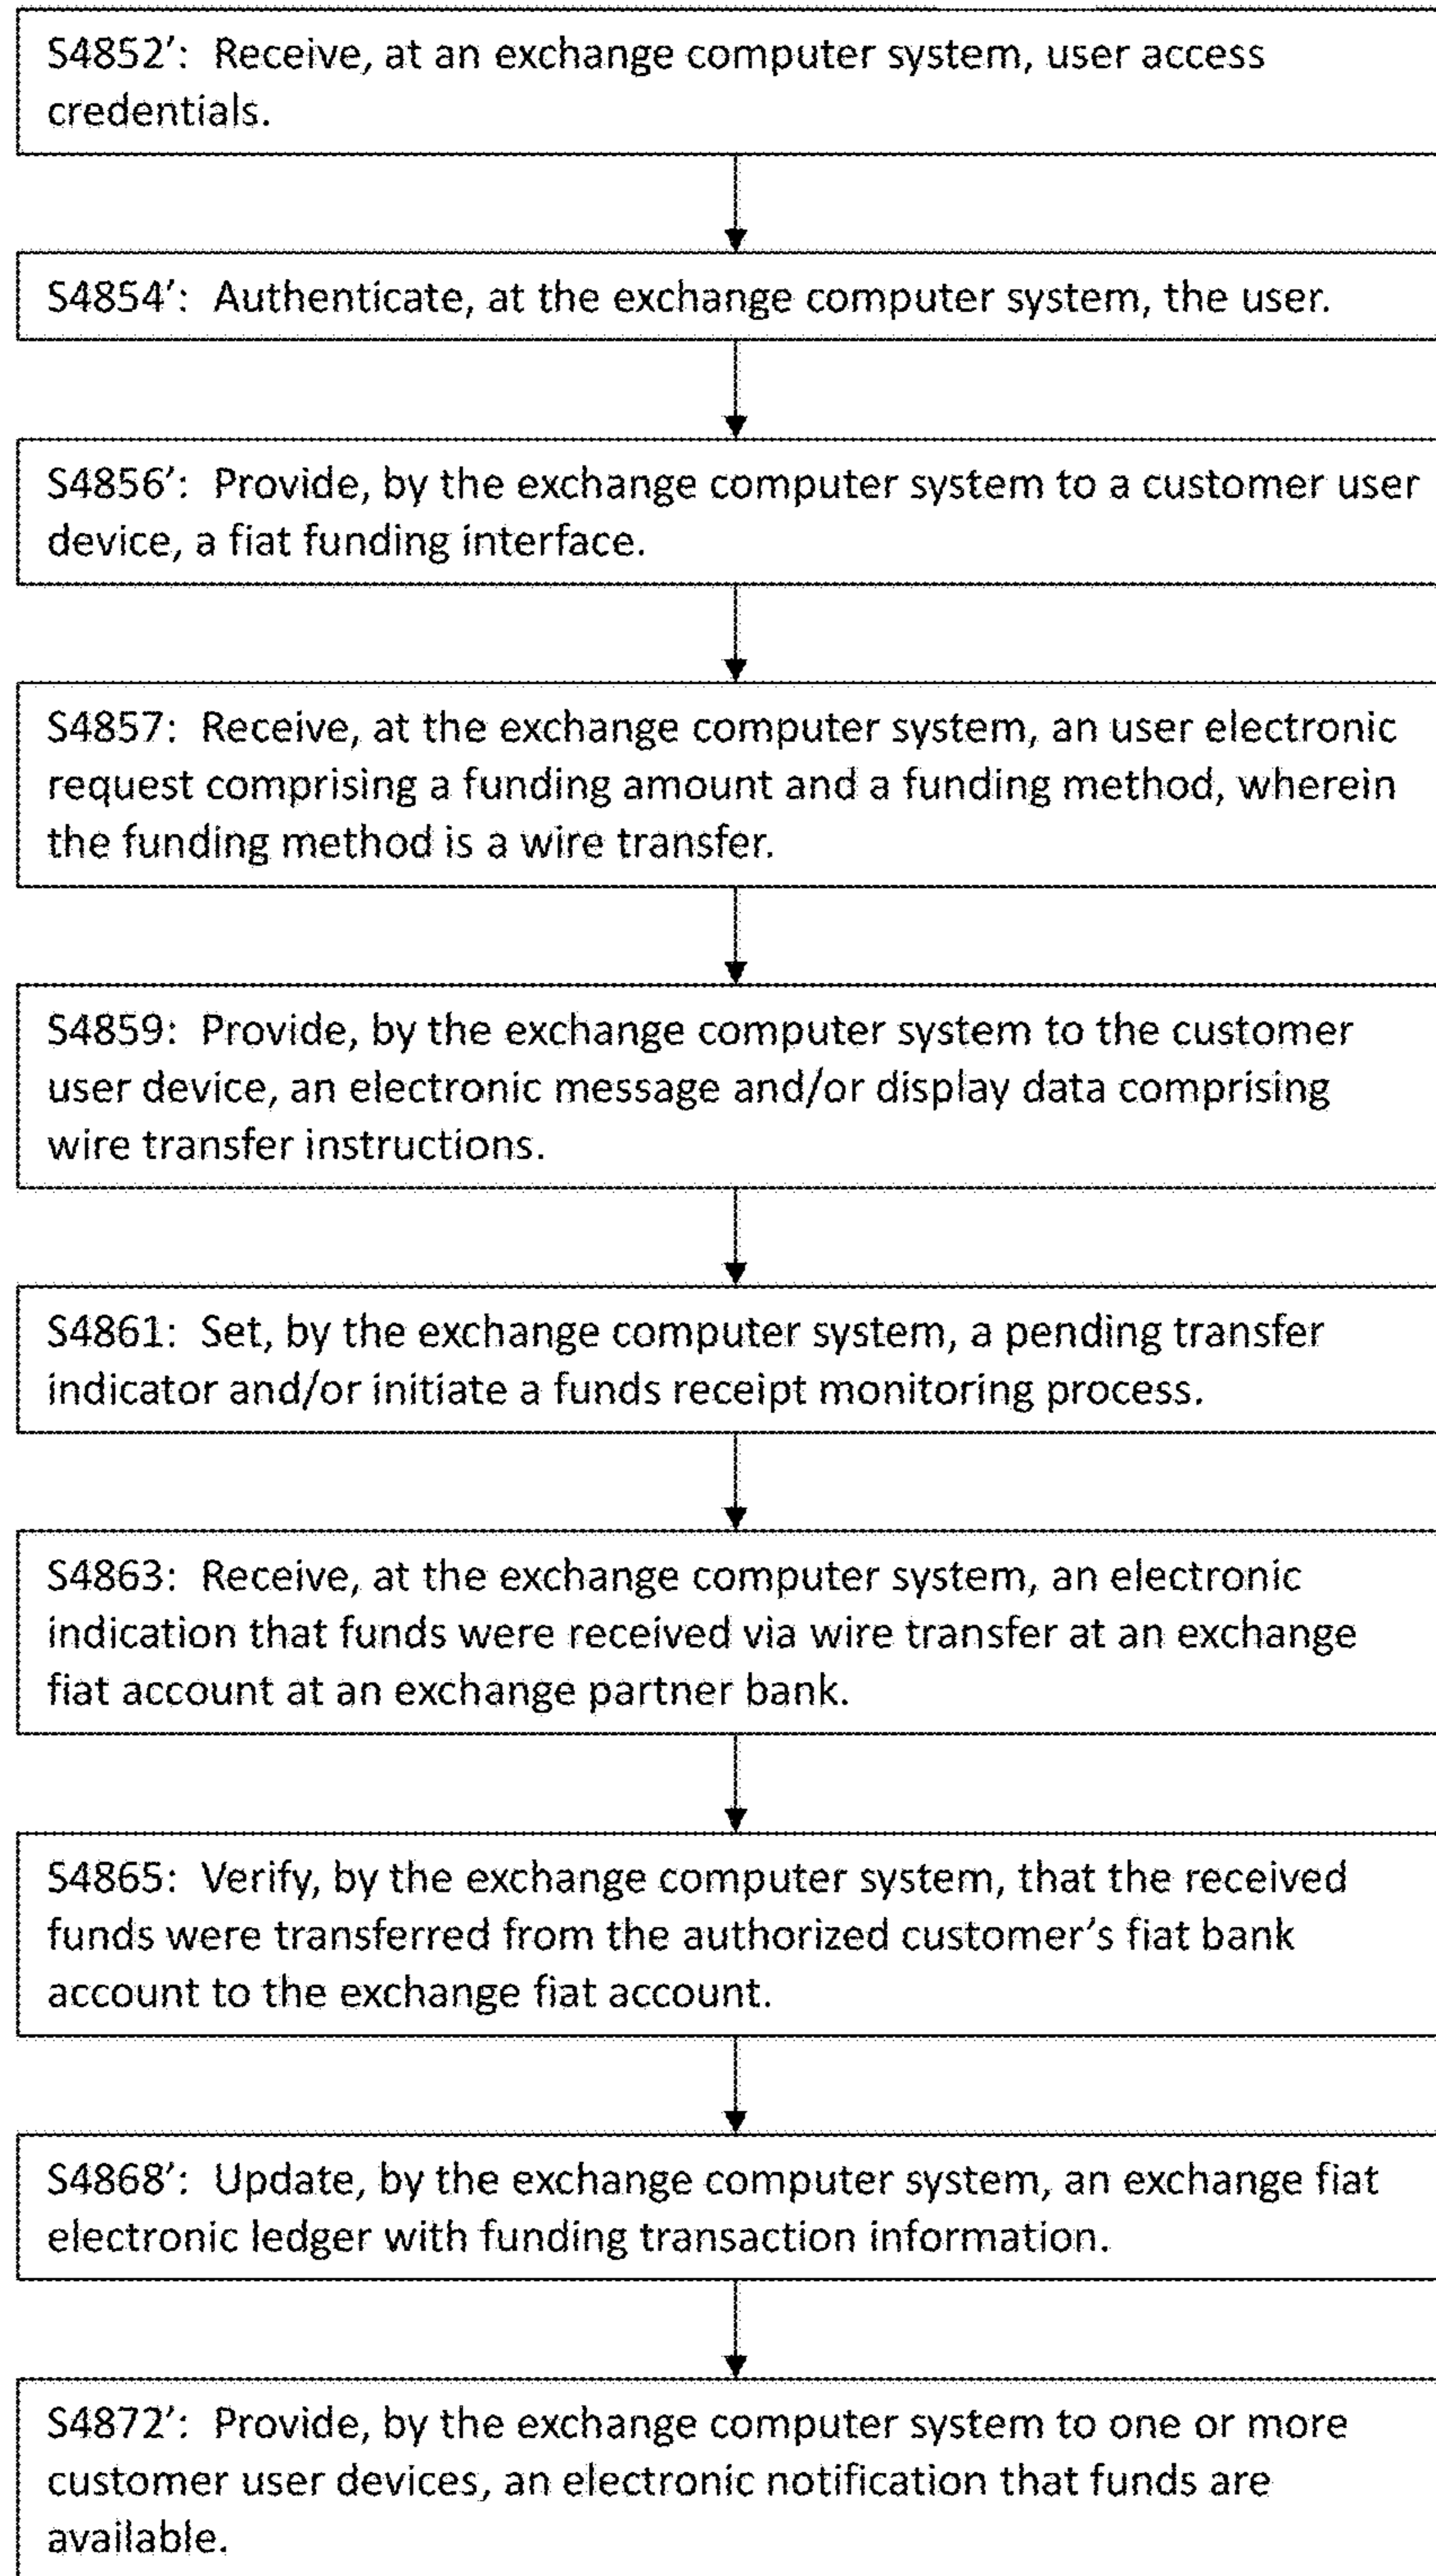 S4852′: Receive, at an exchange computer system, user access
credentials.
S4854′: Authenticate, at the exchange computer system, the user.
S4856′: Provide, by the exchange computer system to a customer user
device, a fiat funding interface.
S4857: Receive, at the exchange computer system, an user electronic
request comprising a funding amount and a funding method, wherein
the funding method is a wire transfer.
S4859: Provide, by the exchange computer system to the customer
user device, an electronic message and/or display data comprising
wire transfer instructions.
S4861: Set, by the exchange computer system, a pending transfer
indicator and/or initiate a funds receipt monitoring process.
S4863: Receive, at the exchange computer system, an electronic
indication that funds were received via wire transfer at an exchange
fiat account at an exchange partner bank.
S4865: Verify, by the exchange computer system, that the received
funds were transferred from the authorized customer's fiat bank
account to the exchange fiat account.
S4868′: Update, by the exchange computer system, an exchange fiat
electronic ledger with funding transaction information.
S4872′: Provide, by the exchange computer system to one or more
customer user devices, an electronic notification that funds are
available.